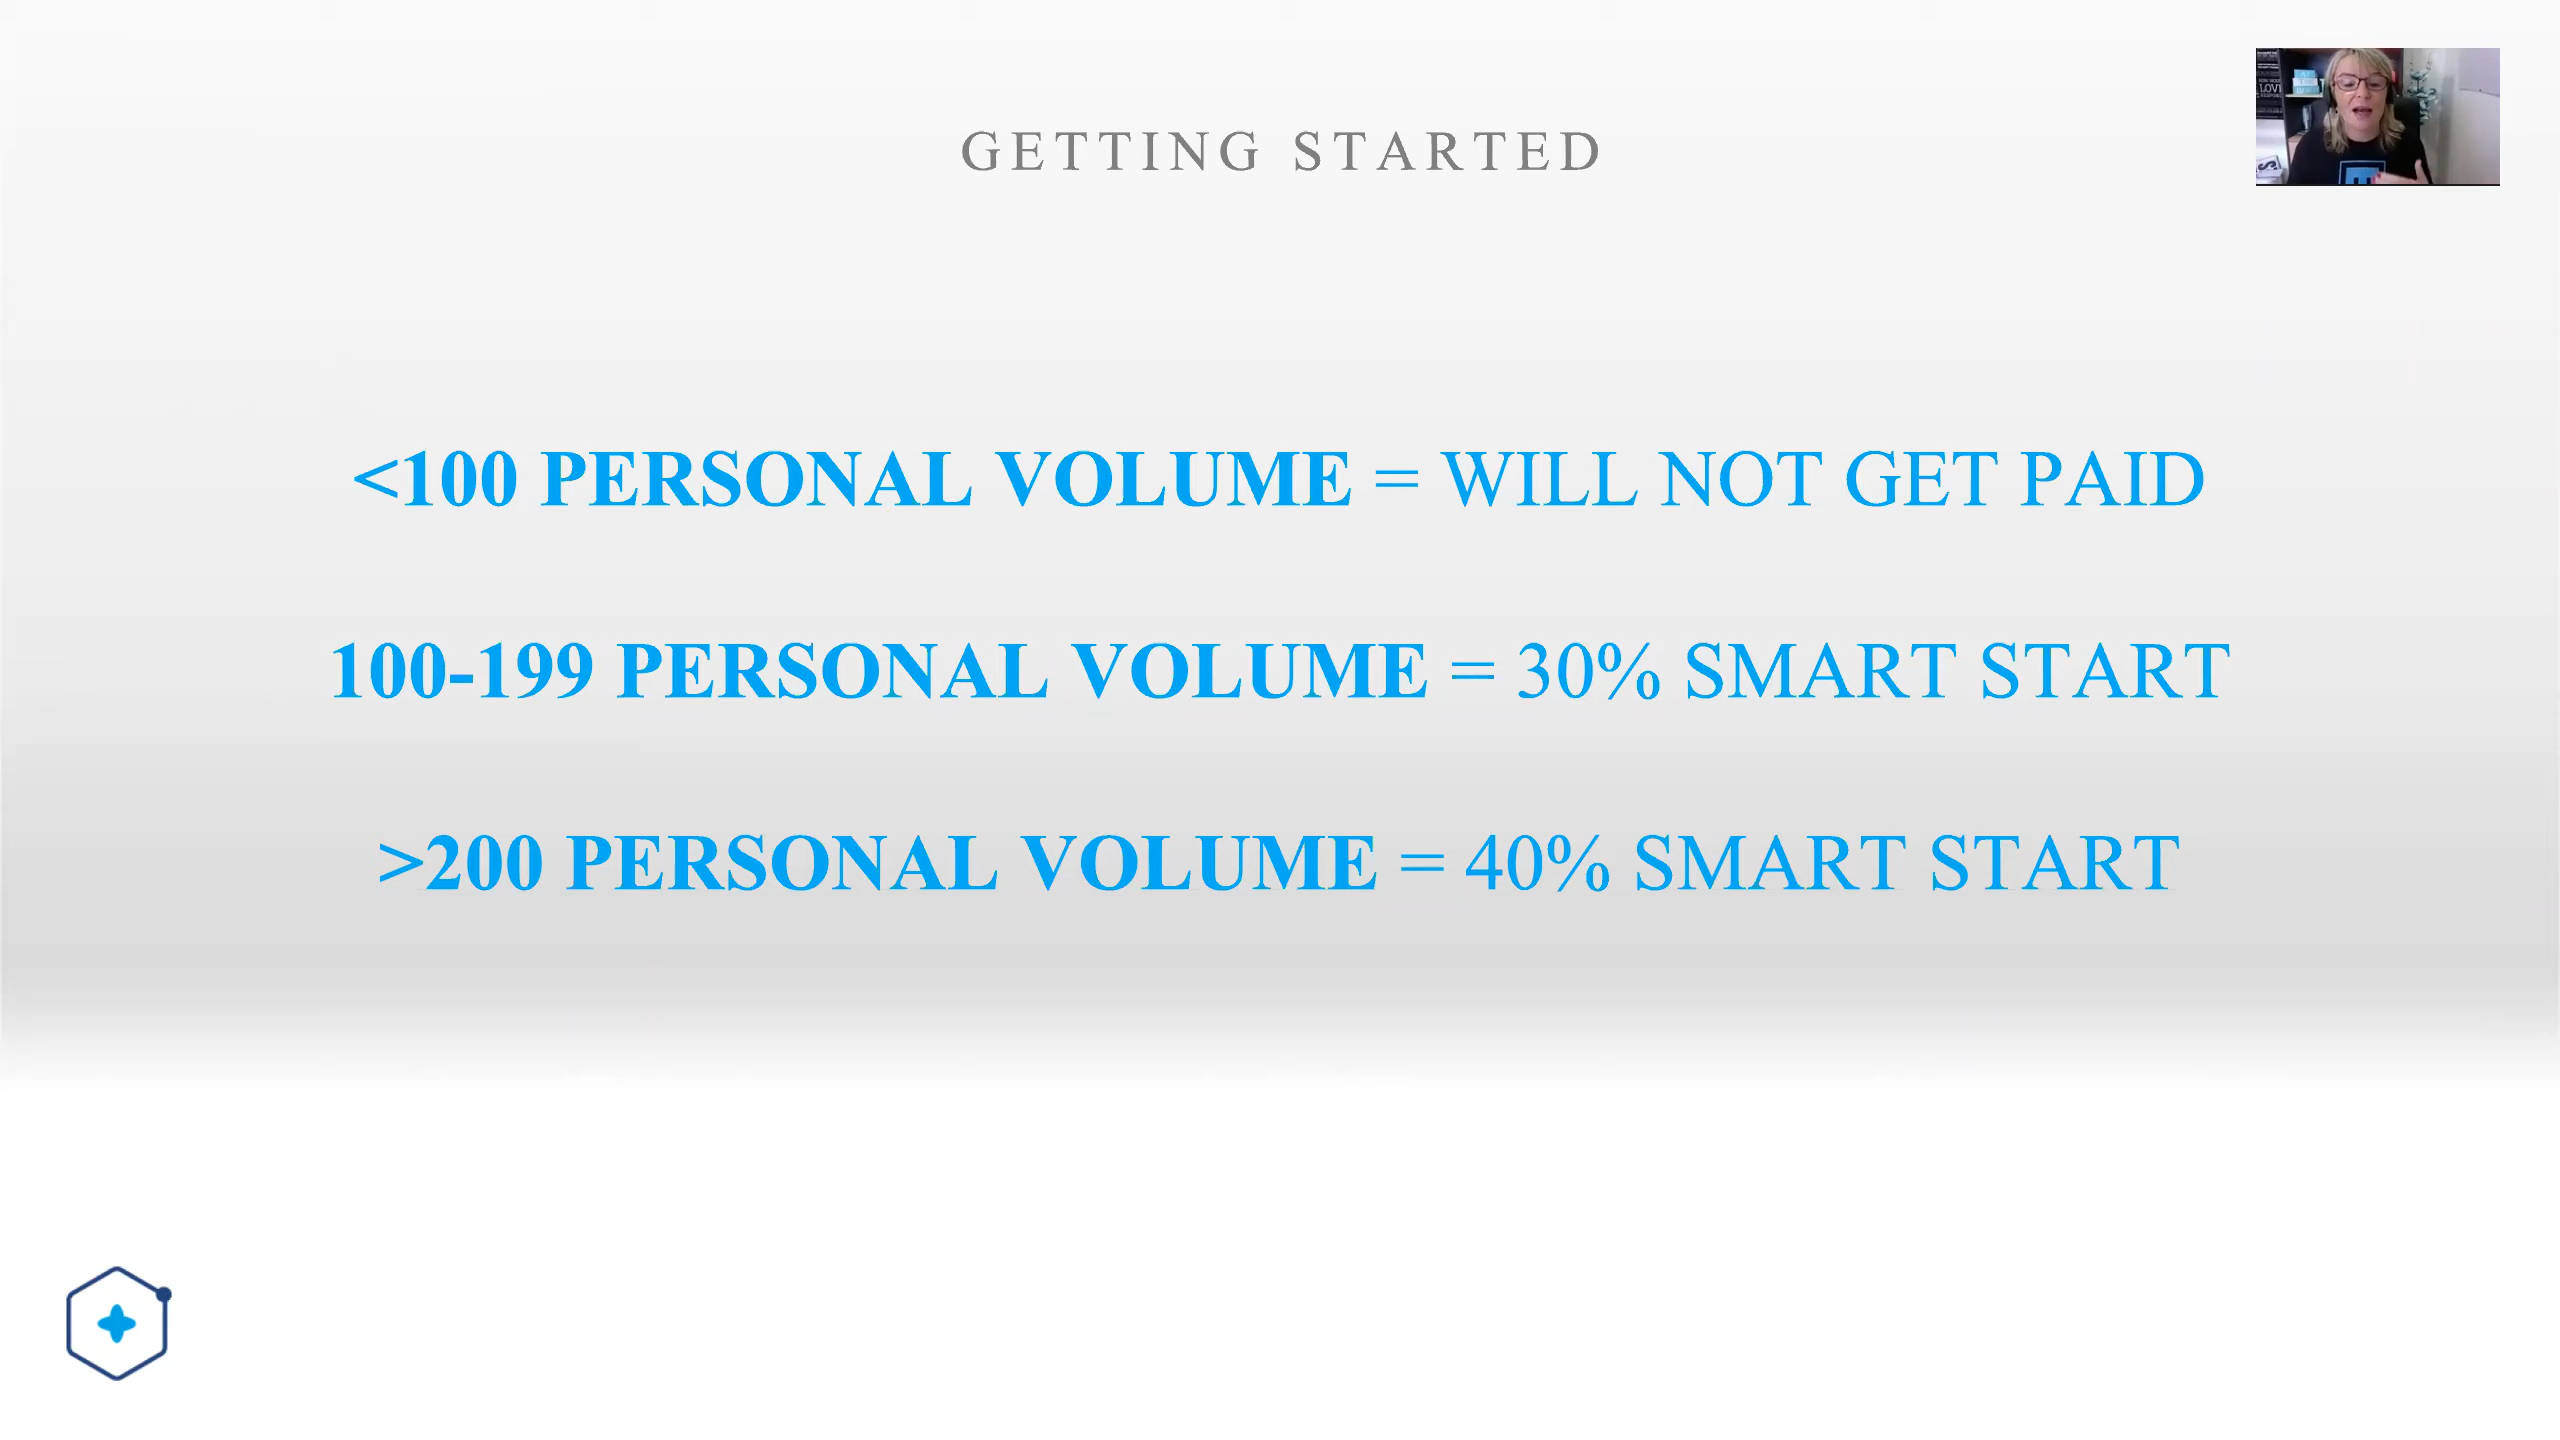 GETTING STARTED
<100 PERSONAL VOLUME = WILL NOT GET PAID
100-199 PERSONAL VOLUME = 30% SMART START
>200 PERSONAL VOLUME = 40% SMART START